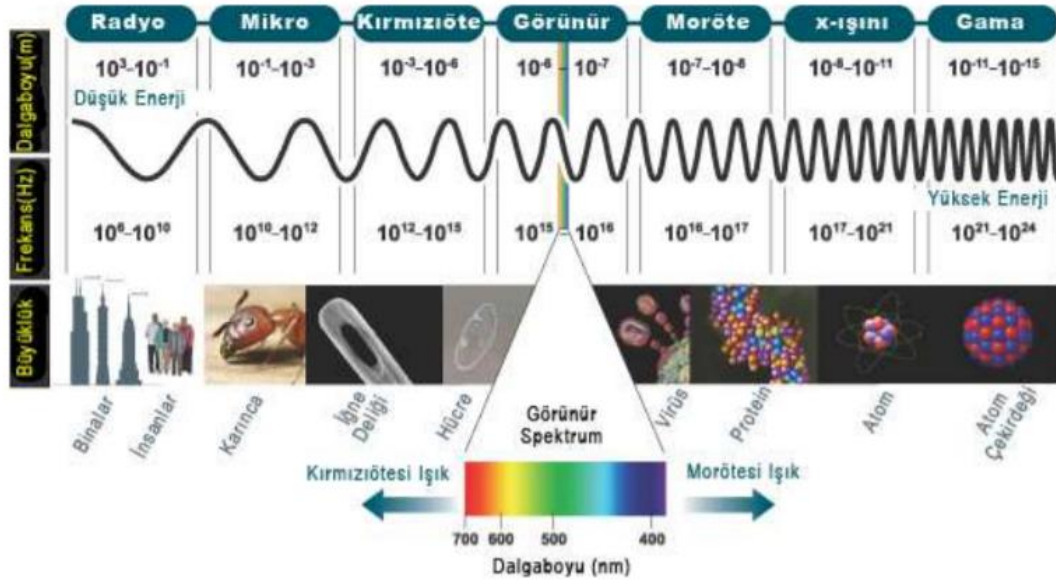 Radyo Mikro Kırmızıöte Görünür Moröte x-ışını Gama
Dalgaboyu(m)
10³-10⁻¹ 10⁻¹-10⁻³ 10⁻³-10⁻⁶ 10⁻⁶ 10⁻⁷ 10⁻⁷-10⁻⁸ 10⁻⁸-10⁻¹¹ 10⁻¹¹-10⁻¹⁵
Düşük Enerji
Yüksek Enerji
Frekans(Hz)
10⁶-10¹⁰ 10¹⁰-10¹² 10¹²-10¹⁵ 10¹⁵ 10¹⁶ 10¹⁶-10¹⁷ 10¹⁷-10²¹ 10²¹-10²⁴
Büyüklük
Binalar
İnsanlar
Karınca
İğne
Deliği
Hücre
Virüs
Protein
Atom
Atom
Çekirdeği
Görünür
Spektrum
Kırmızıötesi Işık
Morötesi Işık
700 600 500 400
Dalgaboyu (nm)